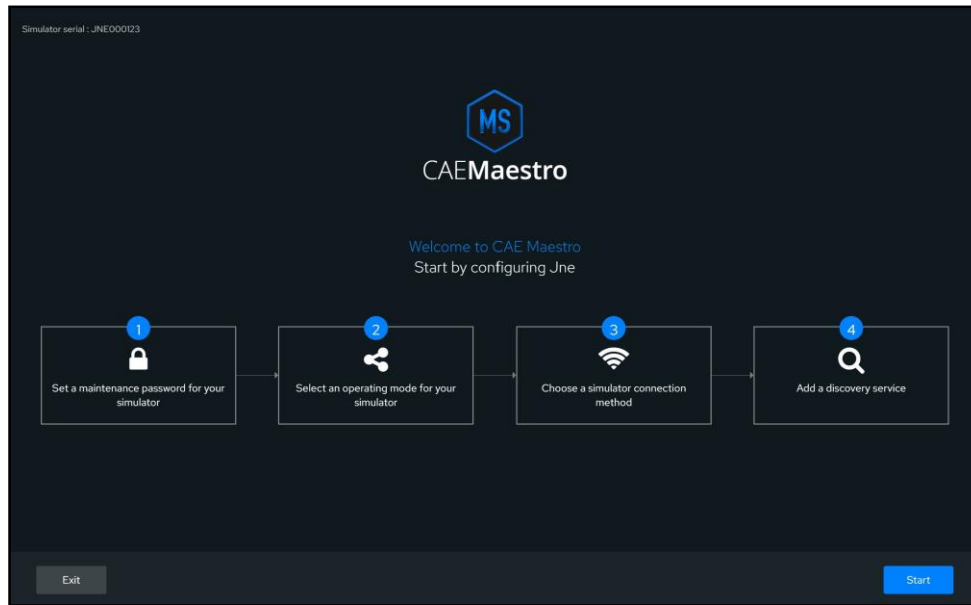 Simulator serial : JNE000123
MS
CAEMaestro
Welcome to CAE Maestro
Start by configuring Jne
1
Set a maintenance password for your
simulator
2
Select an operating mode for your
simulator
3
Choose a simulator connection
method
4
Add a discovery service
Exit
Start